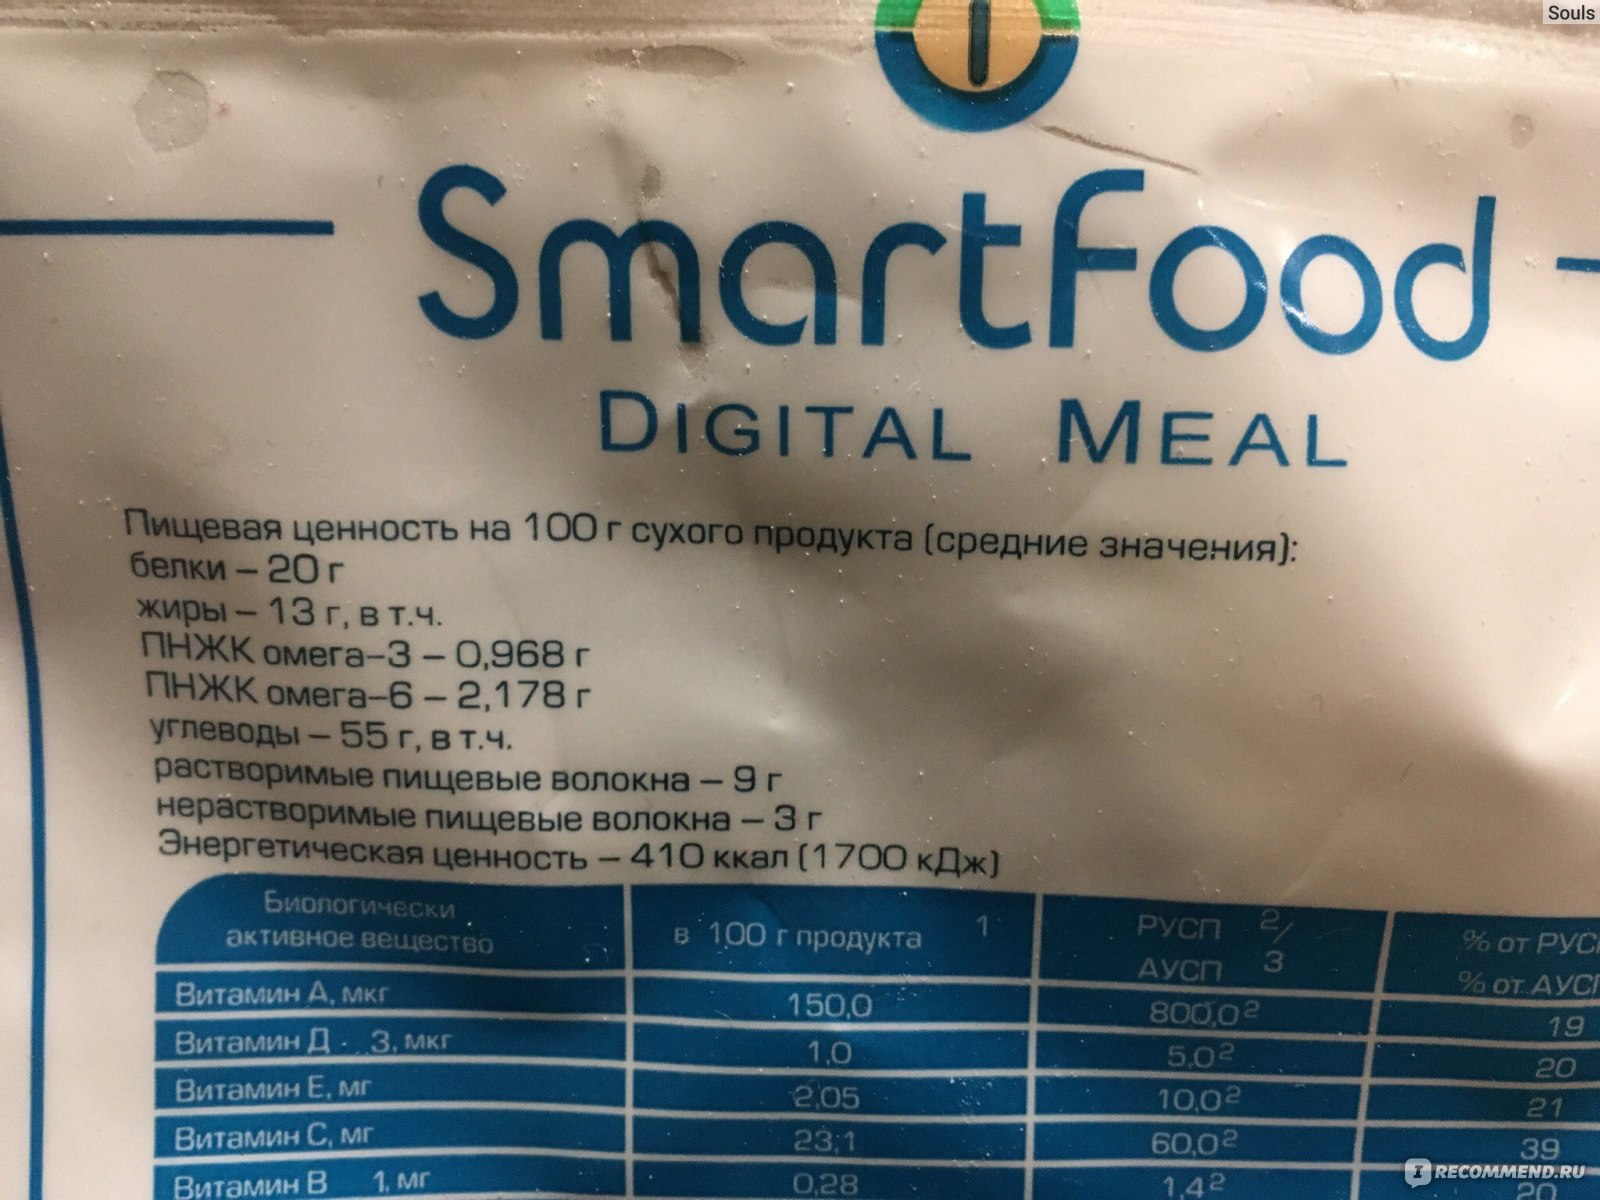 Souls
Smartfood
DIGITAL MEAL
Пищевая ценность на 100 г сухого продукта (средние значения):
белки – 20 г
жиры – 13 г, в т.ч.
ПНЖК омега-3 – 0,968 г
ПНЖК омега-6 – 2,178 г
углеводы – 55 г, в т.ч.
растворимые пищевые волокна – 9 г
нерастворимые пищевые волокна – 3 г
Энергетическая ценность – 410 ккал (1700 кДж)
Биологически активное вещество в 100 г продукта 1 РУСП 2/ АУСП 3 % от % от
Витамин А, мкг 150,0 800,0² 19
Витамин Д 3, мкг 1,0 5,0² 20
Витамин Е, мг 2,05 10,0² 21
Витамин С, мг 23,1 60,0² 39
Витамин В 1, мг 0,28 1,4² 20
IRECOMMEND.RU